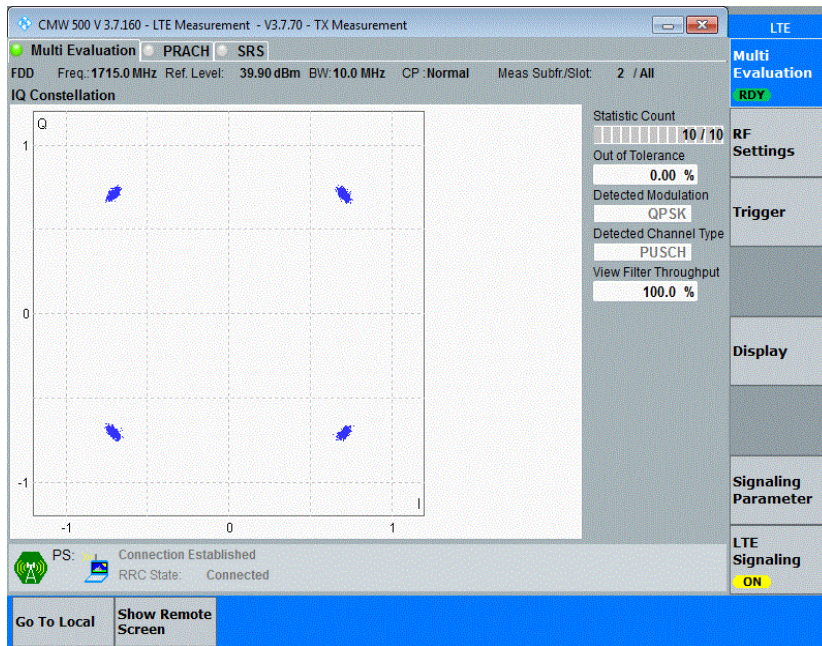 CMW 500 V 3.7.160 - LTE Measurement - V3.7.70 - TX Measurement
LTE
Multi Evaluation PRACH SRS
Multi
Evaluation
RDY
FDD Freq.: 1715.0 MHz Ref. Level: 39.90 dBm BW: 10.0 MHz CP : Normal Meas Subfr/Slot: 2 / All
IQ Constellation
Q
1
0
-1
I
-1 0 1
Statistic Count
10 / 10
Out of Tolerance
0.00 %
Detected Modulation
QPSK
Detected Channel Type
PUSCH
View Filter Throughput
100.0 %
RF
Settings
Trigger
Display
Signaling
Parameter
LTE
Signaling
ON
PS: Connection Established
RRC State: Connected
Go To Local
Show Remote
Screen